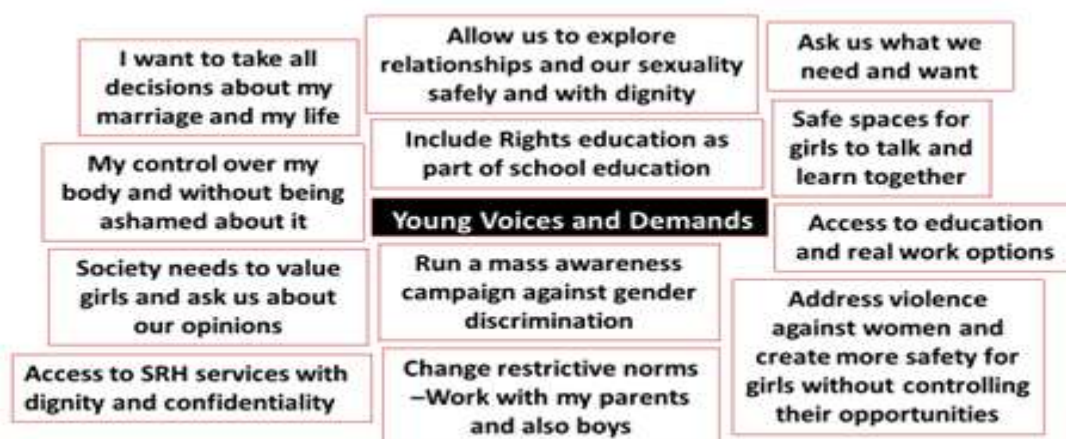 I want to take all
decisions about my
marriage and my life
Allow us to explore
relationships and our sexuality
safely and with dignity
Ask us what we
need and want
My control over my
body and without being
ashamed about it
Include Rights education as
part of school education
Safe spaces for
girls to talk and
learn together
Young Voices and Demands
Access to education
and real work options
Society needs to value
girls and ask us about
our opinions
Run a mass awareness
campaign against gender
discrimination
Address violence
against women and
create more safety for
girls without controlling
their opportunities
Access to SRH services with
dignity and confidentiality
Change restrictive norms
–Work with my parents
and also boys